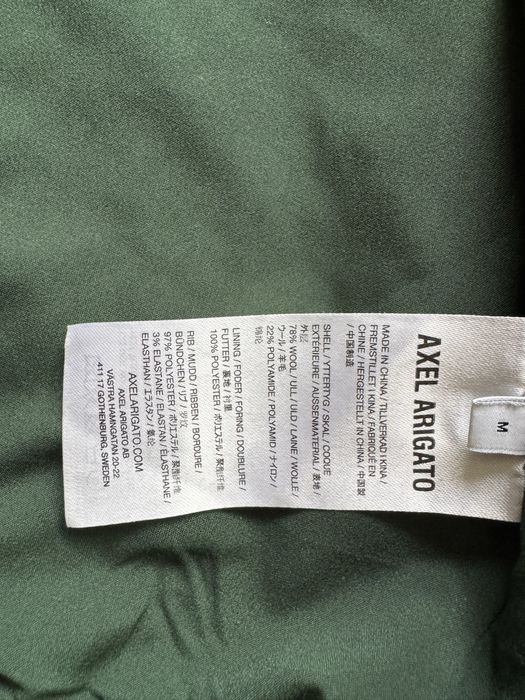 AXEL ARIGATO
MADE IN CHINA / TILLVERKAD I KINA /
FREMSTILLET I KINA / FABRIQUÉ EN
CHINE / HERGESTELLT IN CHINA / 中国製
/ 中国制造
SHELL / YTTERTYG / SKAL / COQUE
EXTÉRIEURE / AUSSENMATERIAL / 表地 /
外层
78% WOOL / ULL / ULD / LAINE / WOLLE /
ウール / 羊毛
22% POLYAMIDE / POLYAMID / ナイロン /
锦纶
LINING / FODER / FORING / DOUBLURE /
FUTTER / 裏地 / 衬里
100% POLYESTER / ポリエステル / 聚酯纤维
RIB / MUDD / RIBBEN / BORDURE /
BÜNDCHEN / リブ / 罗纹
97% POLYESTER / ポリエステル / 聚酯纤维
3% ELASTANE / ELASTAN / ÉLASTHANE /
ELASTHAN / エラスタン / 氨纶
AXELARIGATO.COM
AXEL ARIGATO AB
VÄSTRA HAMNGATAN 20-22
411 17 GOTHENBURG, SWEDEN
M